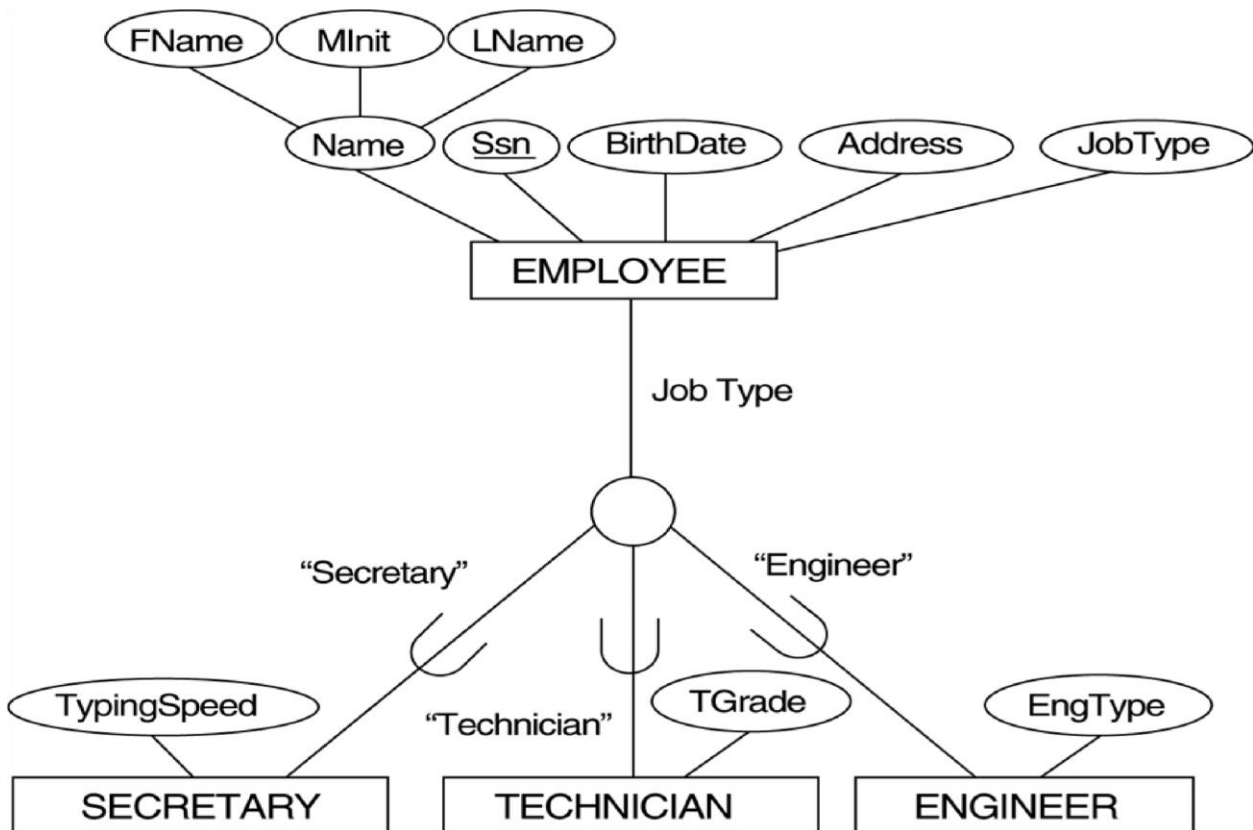 FName MInit LName
Name Ssn BirthDate Address JobType
EMPLOYEE
Job Type
“Secretary” “Engineer”
TypingSpeed “Technician” TGrade EngType
SECRETARY TECHNICIAN ENGINEER